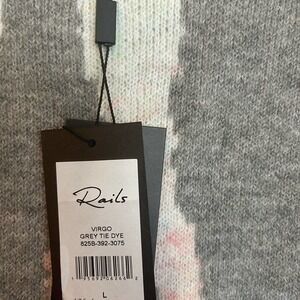 Rails
VIRGO
GREY TIE DYE
825B-392-3075
L